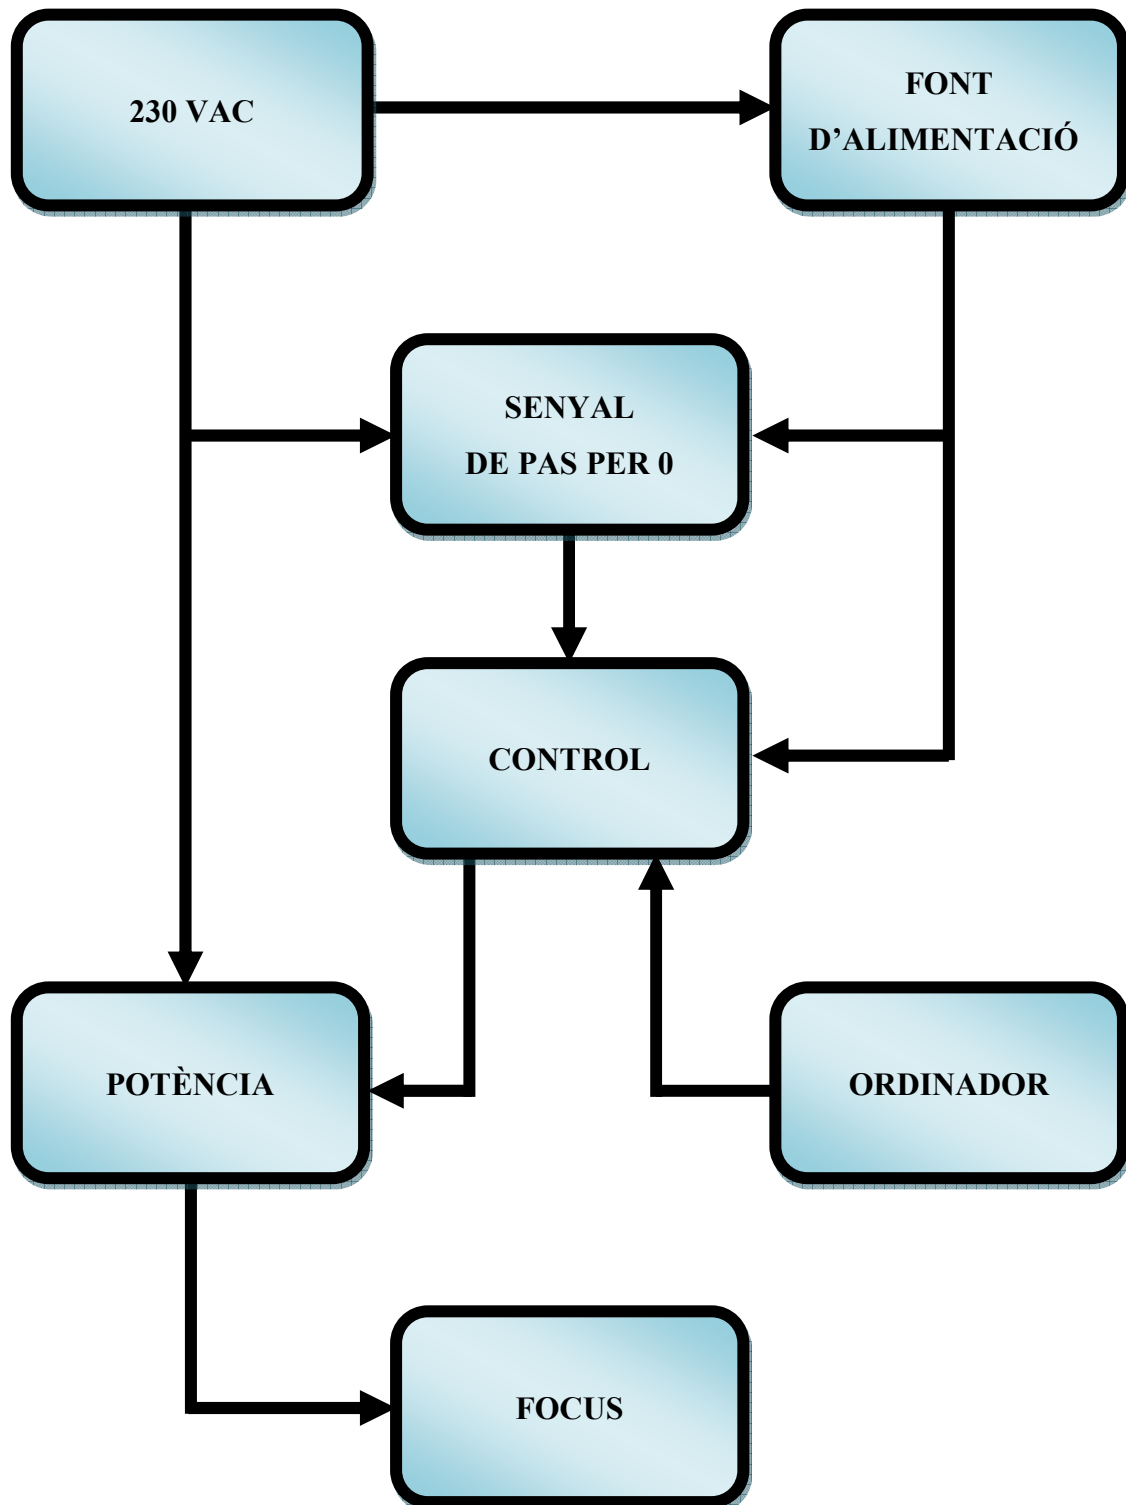 230 VAC
FONT
D’ALIMENTACIÓ
SENYAL
DE PAS PER 0
CONTROL
POTÈNCIA
ORDINADOR
FOCUS